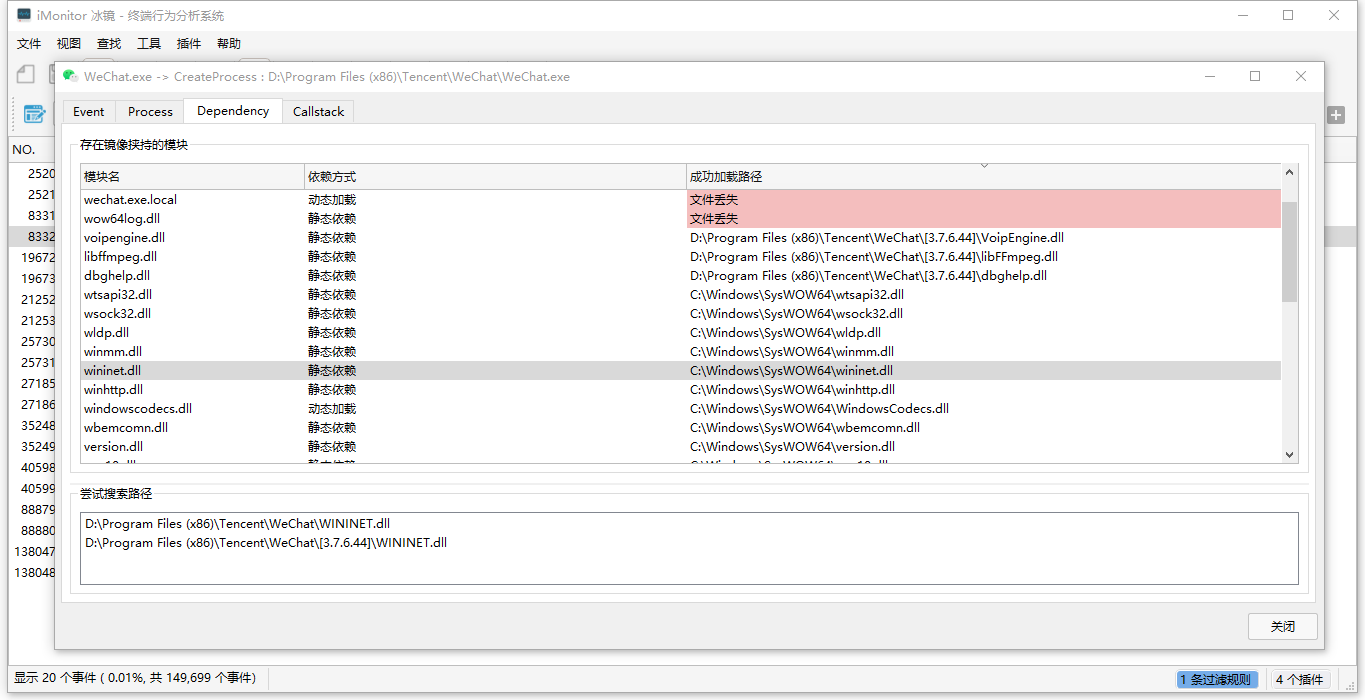 iMonitor 冰镜 - 终端行为分析系统
文件 视图 查找 工具 插件 帮助
WeChat.exe -> CreateProcess : D:\Program Files (x86)\Tencent\WeChat\WeChat.exe
Event Process Dependency Callstack
NO.
2520
2521
8331
8332
19672
19673
21252
21253
25730
25731
27185
27186
35248
35249
40598
40599
88879
88880
138047
138048
存在镜像挟持的模块
模块名 依赖方式 成功加载路径
wechat.exe.local 动态加载 文件丢失
wow64log.dll 静态依赖 文件丢失
voipengine.dll 静态依赖 D:\Program Files (x86)\Tencent\WeChat\[3.7.6.44]\VoipEngine.dll
libffmpeg.dll 静态依赖 D:\Program Files (x86)\Tencent\WeChat\[3.7.6.44]\libFFmpeg.dll
dbghelp.dll 静态依赖 D:\Program Files (x86)\Tencent\WeChat\[3.7.6.44]\dbghelp.dll
wtsapi32.dll 静态依赖 C:\Windows\SysWOW64\wtsapi32.dll
wsock32.dll 静态依赖 C:\Windows\SysWOW64\wsock32.dll
wldp.dll 静态依赖 C:\Windows\SysWOW64\wldp.dll
winmm.dll 静态依赖 C:\Windows\SysWOW64\winmm.dll
wininet.dll 静态依赖 C:\Windows\SysWOW64\wininet.dll
winhttp.dll 静态依赖 C:\Windows\SysWOW64\winhttp.dll
windowscodecs.dll 动态加载 C:\Windows\SysWOW64\WindowsCodecs.dll
wbemcomn.dll 静态依赖 C:\Windows\SysWOW64\wbemcomn.dll
version.dll 静态依赖 C:\Windows\SysWOW64\version.dll
尝试搜索路径
D:\Program Files (x86)\Tencent\WeChat\WININET.dll
D:\Program Files (x86)\Tencent\WeChat\[3.7.6.44]\WININET.dll
关闭
显示 20 个事件 ( 0.01%, 共 149,699 个事件) 1 条过滤规则 4 个插件